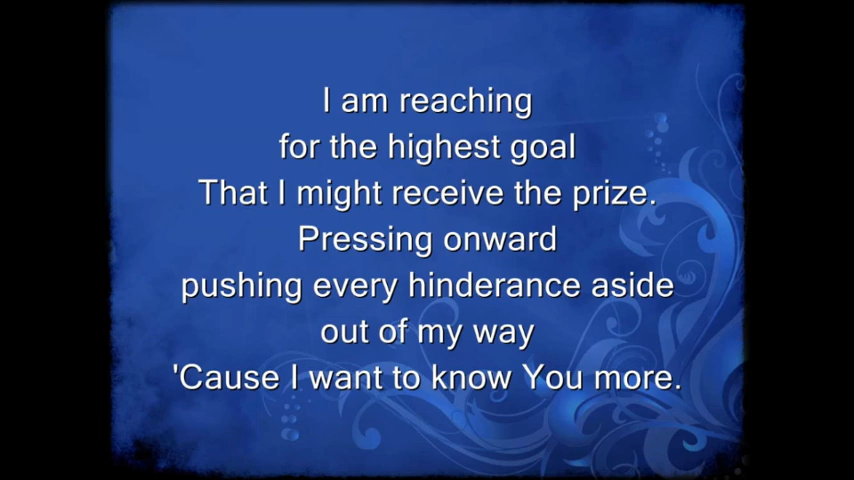 I am reaching
for the highest goal
That I might receive the prize.
Pressing onward
pushing every hinderance aside
out of my way
'Cause I want to know You more.